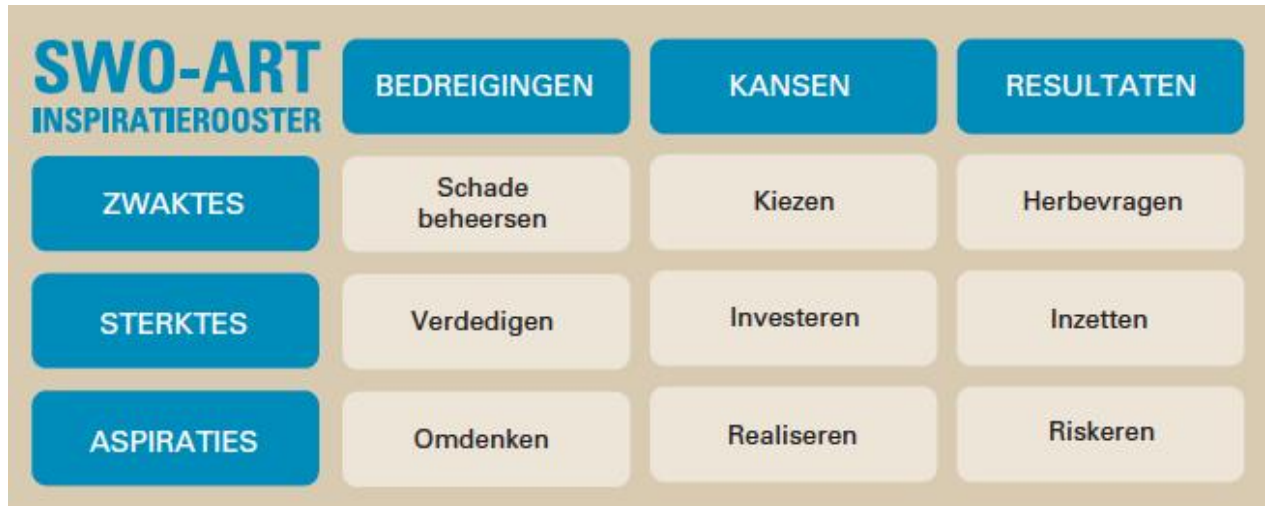 SWO-ART
INSPIRATIEROOSTER
BEDREIGINGEN
KANSEN
RESULTATEN
ZWAKTES
Schade
beheersen
Kiezen
Herbevragen
STERKTES
Verdedigen
Investeren
Inzetten
ASPIRATIES
Omdenken
Realiseren
Riskeren